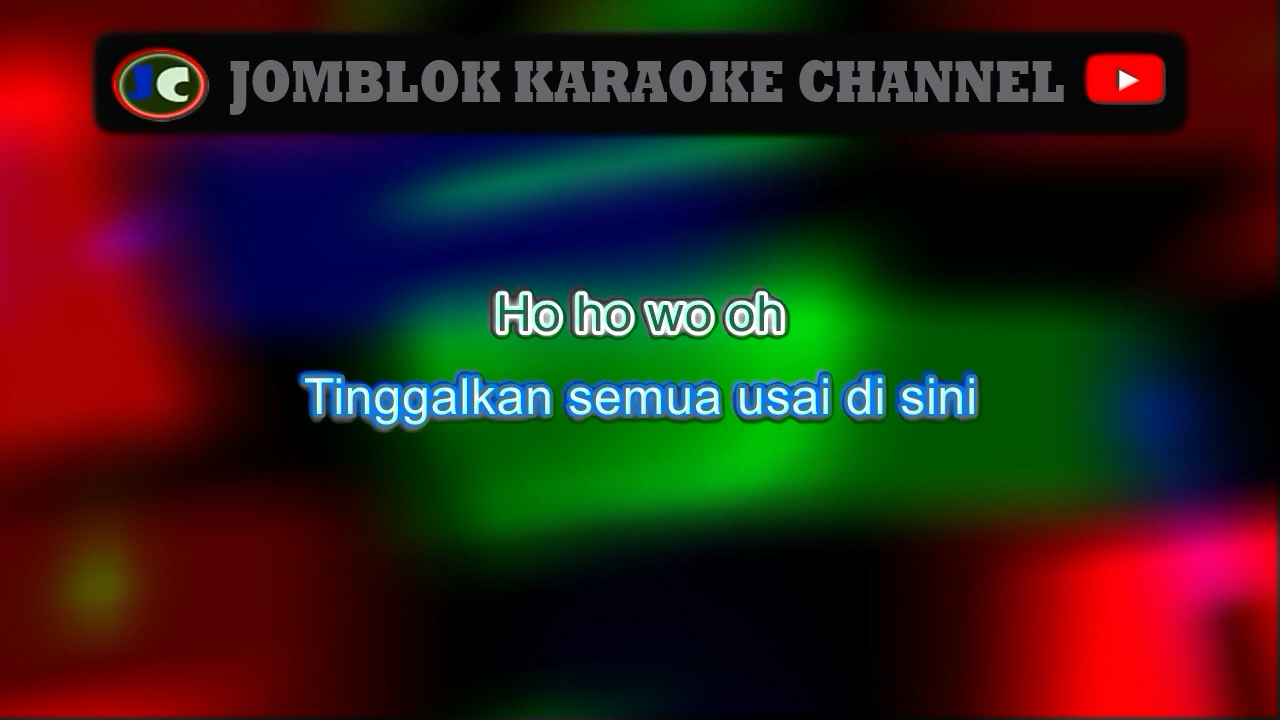 JC JOMBLOK KARAOKE CHANNEL
Ho ho wo oh
Tinggalkan semua usai di sini